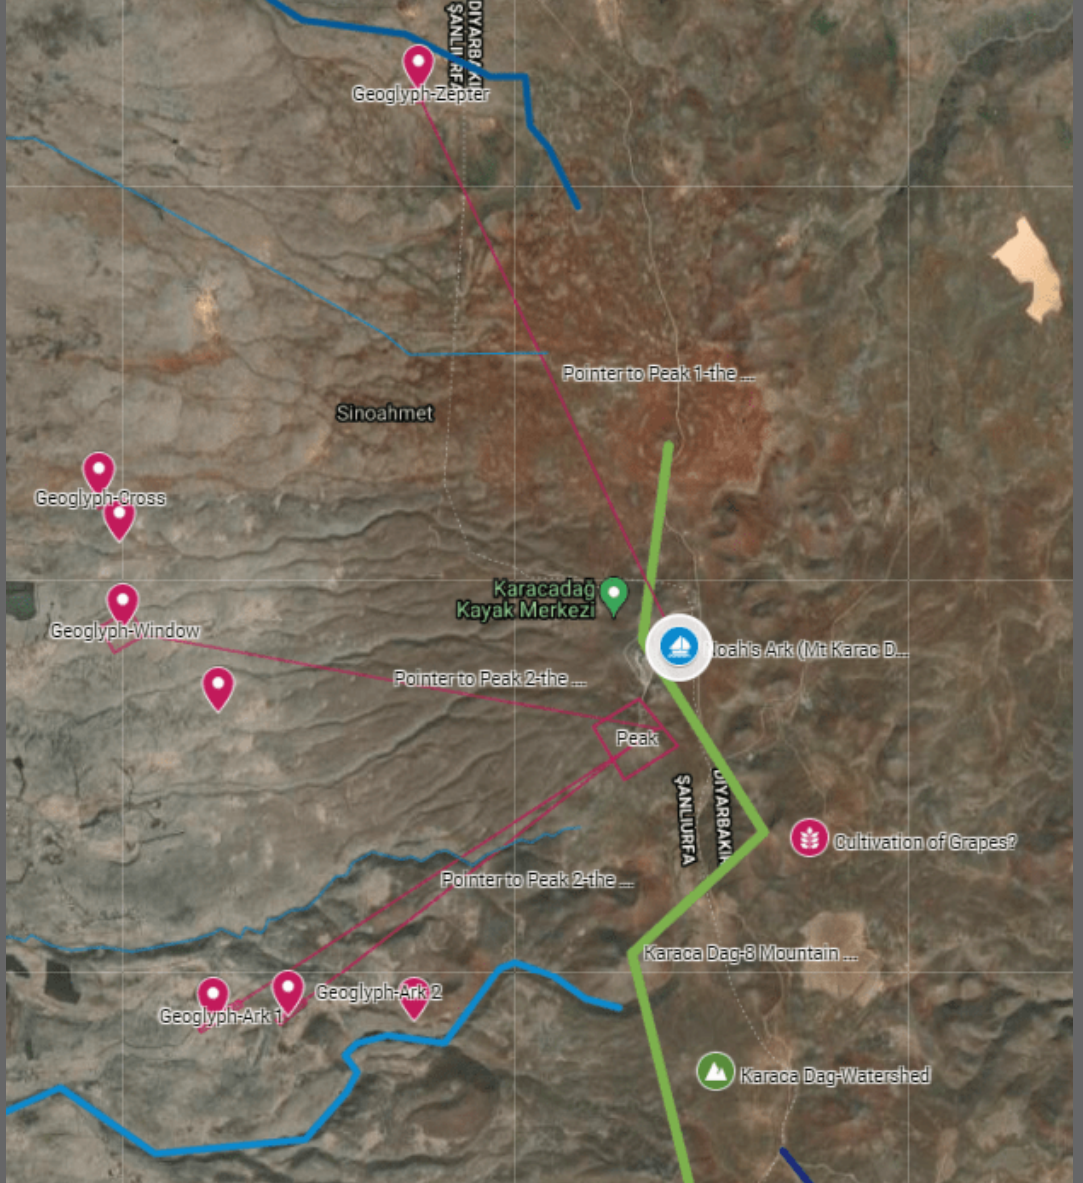 DIYARBAKIR
ŞANLIURFA
Geoglyph-Zepter
Pointer to Peak 1-the ...
Sinoahmet
Geoglyph-Cross
Karacadağ
Kayak Merkezi
Geoglyph-Window
Noah's Ark (Mt Karac D...
Pointer to Peak 2-the ...
Peak
ŞANLIURFA
DIYARBAKIR
Cultivation of Grapes?
Pointer to Peak 2-the ...
Karaca Dag-8 Mountain ...
Geoglyph-Ark 2
Geoglyph-Ark 1
Karaca Dag-Watershed